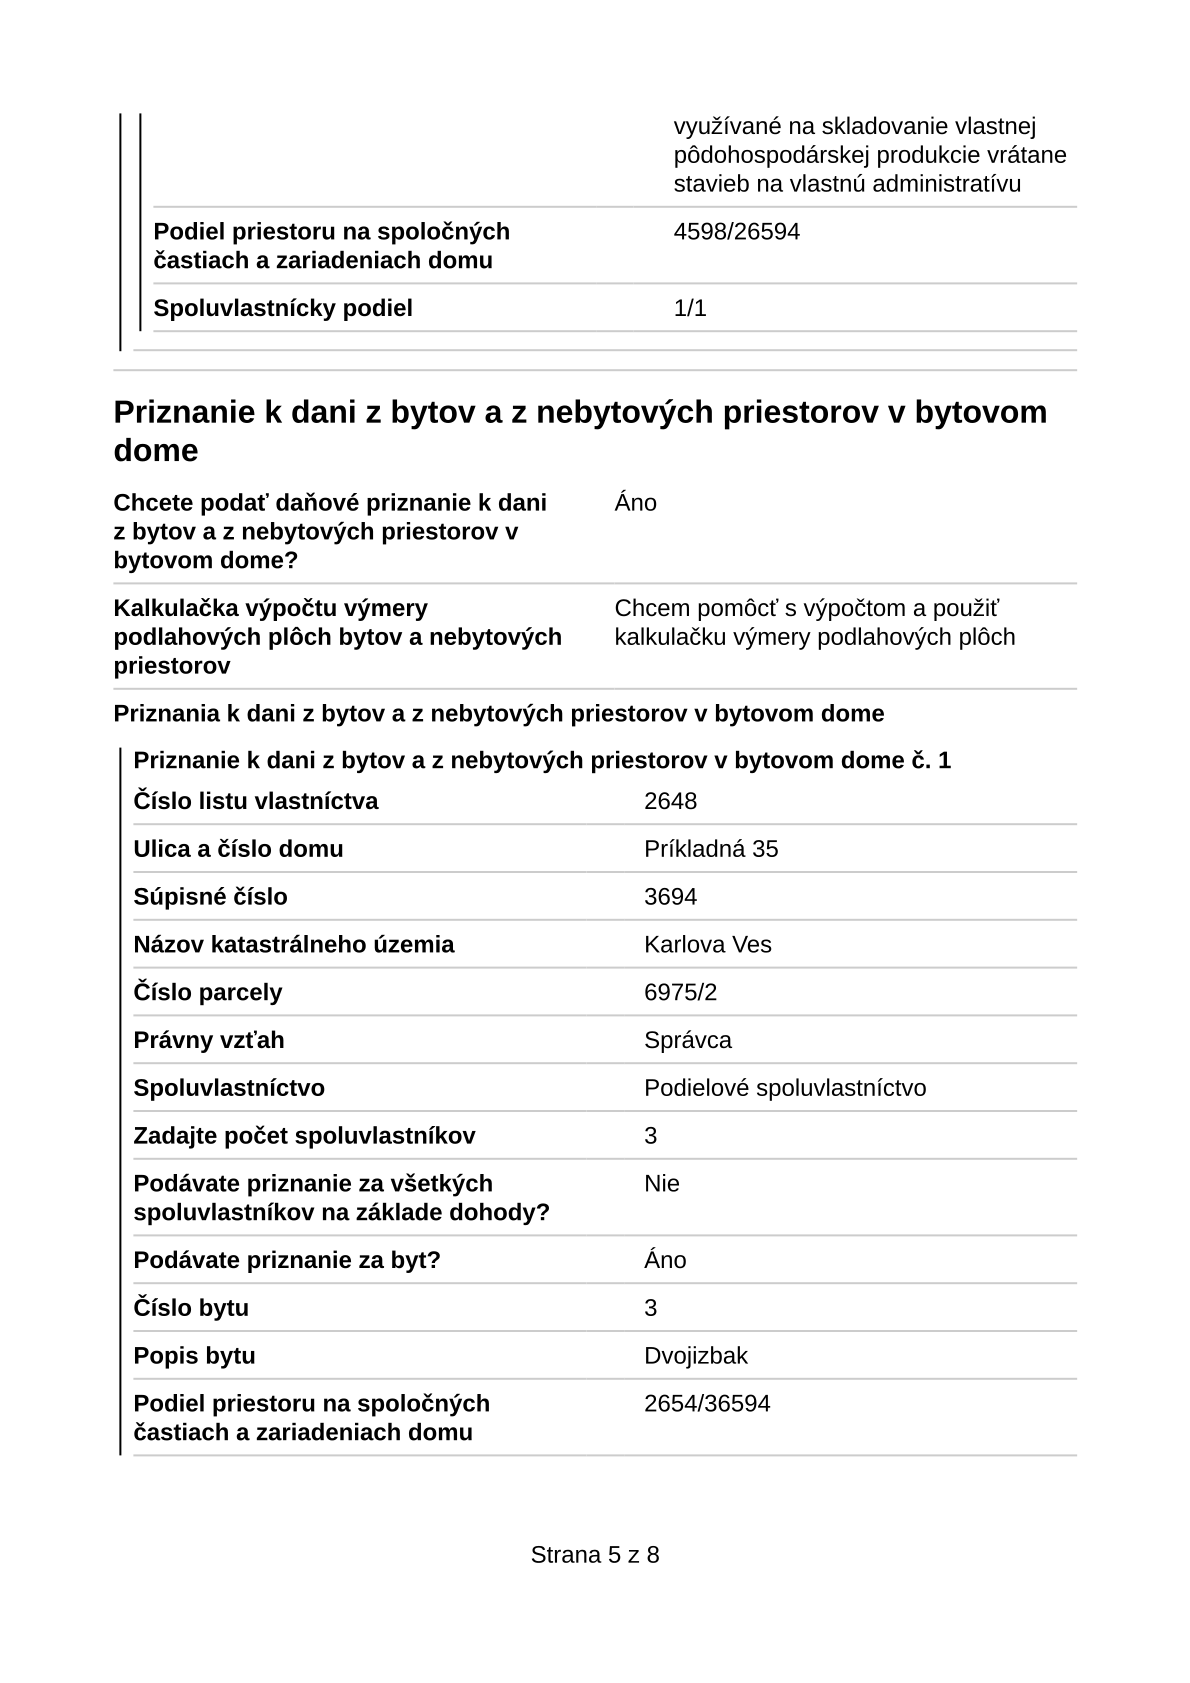 využívané na skladovanie vlastnej
pôdohospodárskej produkcie vrátane
stavieb na vlastnú administratívu
Podiel priestoru na spoločných
častiach a zariadeniach domu
4598/26594
Spoluvlastnícky podiel
1/1
Priznanie k dani z bytov a z nebytových priestorov v bytovom
dome
Chcete podať daňové priznanie k dani
z bytov a z nebytových priestorov v
bytovom dome?
Áno
Kalkulačka výpočtu výmery
podlahových plôch bytov a nebytových
priestorov
Chcem pomôcť s výpočtom a použiť
kalkulačku výmery podlahových plôch
Priznania k dani z bytov a z nebytových priestorov v bytovom dome
Priznanie k dani z bytov a z nebytových priestorov v bytovom dome č. 1
Číslo listu vlastníctva
2648
Ulica a číslo domu
Príkladná 35
Súpisné číslo
3694
Názov katastrálneho územia
Karlova Ves
Číslo parcely
6975/2
Právny vzťah
Správca
Spoluvlastníctvo
Podielové spoluvlastníctvo
Zadajte počet spoluvlastníkov
3
Podávate priznanie za všetkých
spoluvlastníkov na základe dohody?
Nie
Podávate priznanie za byt?
Áno
Číslo bytu
3
Popis bytu
Dvojizbak
Podiel priestoru na spoločných
častiach a zariadeniach domu
2654/36594
Strana 5 z 8